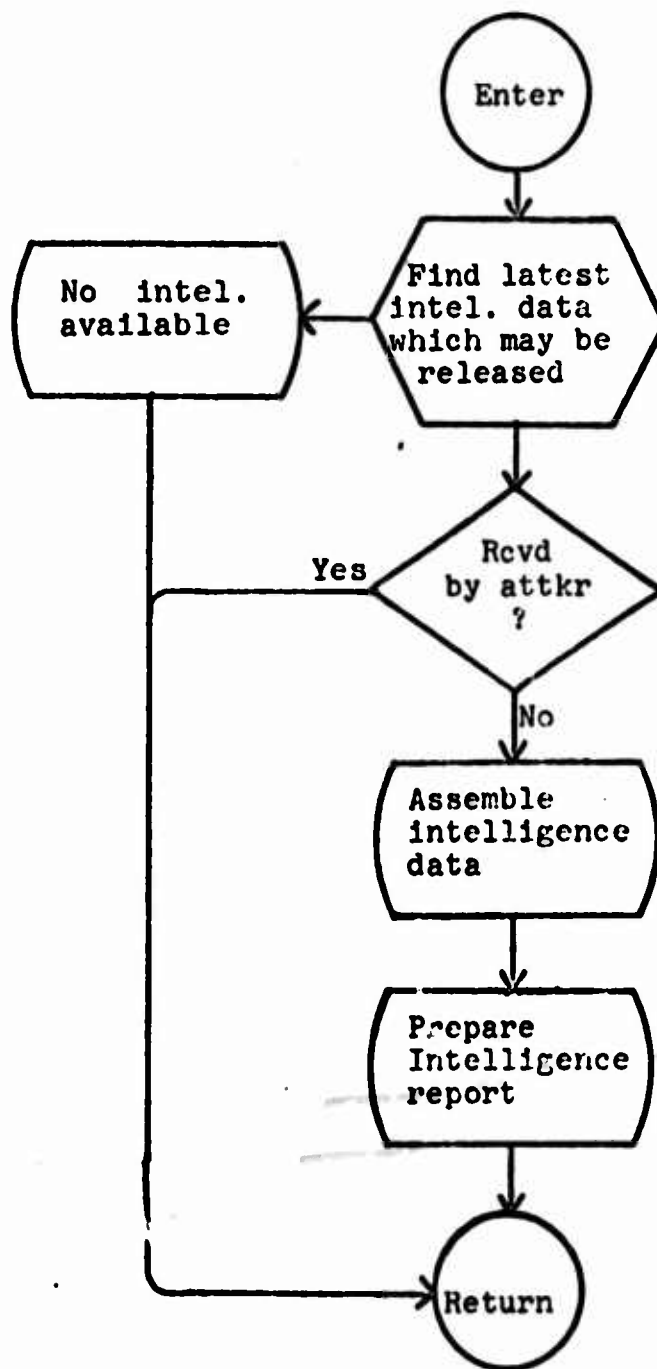 Enter
Find latest
intel. data
which may be
released
No intel.
available
Rcvd
by attkr
?
Yes
No
Assemble
intelligence
data
Prepare
Intelligence
report
Return